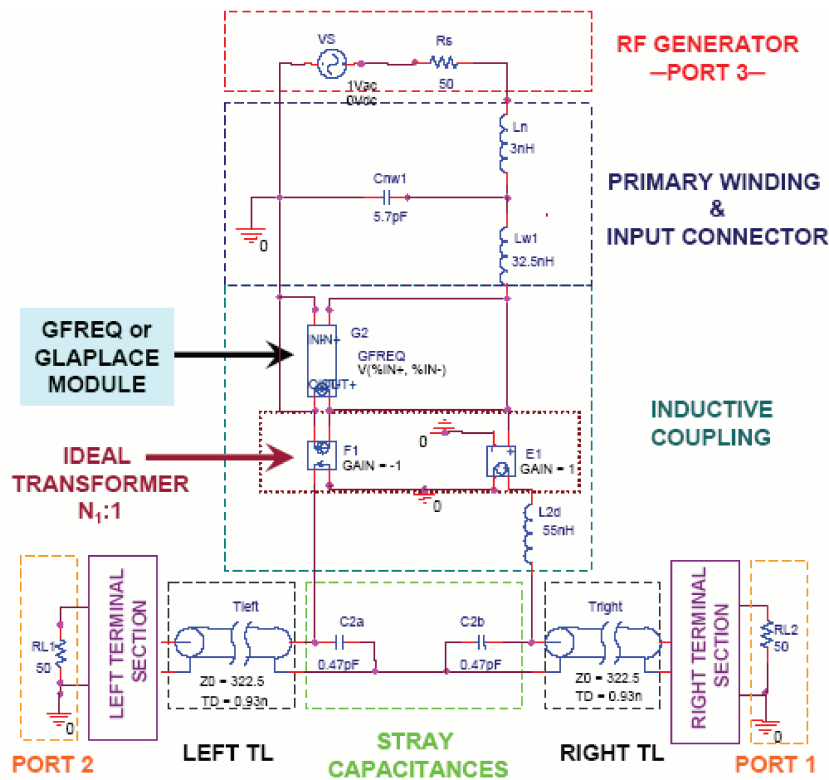 VS
Rs
1Vac
0Vdc
50
RF GENERATOR
—PORT 3—
Ln
3nH
Cnw1
5.7pF
0
Lw1
32.5nH
PRIMARY WINDING
&
INPUT CONNECTOR
GFREQ or
GLAPLACE
MODULE
IN-IN+
G2
GFREQ
V(%IN+, %IN-)
OUT+
IDEAL
TRANSFORMER
N1:1
F1
GAIN = -1
0
E1
GAIN = 1
0
INDUCTIVE
COUPLING
L2d
55nH
RL1
50
0
LEFT TERMINAL
SECTION
Tleft
Z0 = 322.5
TD = 0.93n
C2a
0.47pF
C2b
0.47pF
Tright
Z0 = 322.5
TD = 0.93n
RIGHT TERMINAL
SECTION
RL2
50
0
PORT 2
LEFT TL
STRAY
CAPACITANCES
RIGHT TL
PORT 1